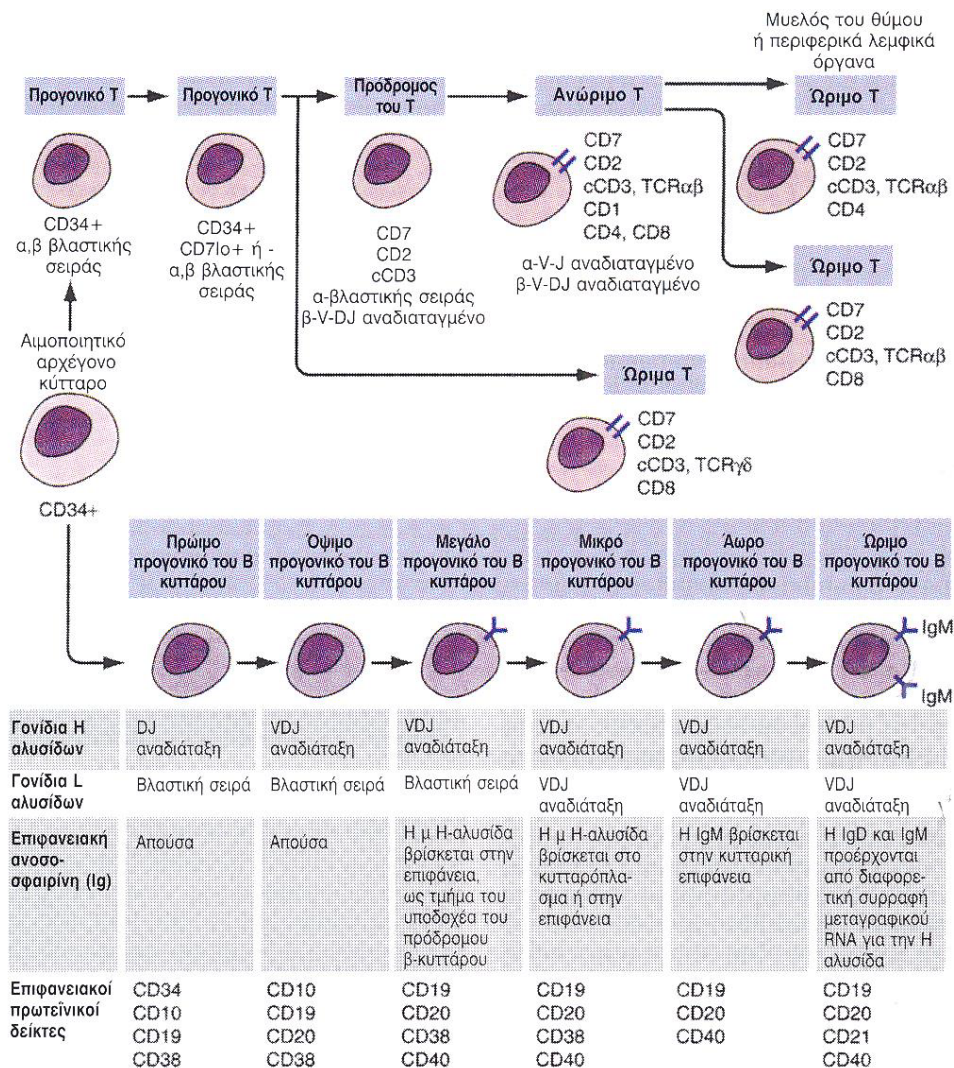 Μυελός του θύμου
ή περιφερικά λεμφικά
όργανα
Προγονικό Τ
Προγονικό Τ
Πρόδρομος
του Τ
Ανώριμο Τ
Ώριμο Τ
CD34+
α,β βλαστικής
σειράς
CD34+
CD7lo+ ή -
α,β βλαστικής
σειράς
CD7
CD2
cCD3
α-βλαστικής σειράς
β-V-DJ αναδιαταγμένο
CD7
CD2
cCD3, TCRαβ
CD1
CD4, CD8
α-V-J αναδιαταγμένο
β-V-DJ αναδιαταγμένο
CD7
CD2
cCD3, TCRαβ
CD4
Ώριμο Τ
CD7
CD2
cCD3, TCRαβ
CD8
Ώριμα Τ
CD7
CD2
cCD3, TCRγδ
CD8
Αιμοποιητικό
αρχέγονο
κύτταρο
CD34+
Πρώιμο
προγονικό του Β
κυττάρου
Όψιμο
προγονικό του Β
κυττάρου
Μεγάλο
προγονικό του Β
κυττάρου
Μικρό
προγονικό του Β
κυττάρου
Άωρο
προγονικό του Β
κυττάρου
Ώριμο
προγονικό του Β
κυττάρου
IgM
IgM
Γονίδια Η
αλυσίδων
DJ
αναδιάταξη
VDJ
αναδιάταξη
VDJ
αναδιάταξη
VDJ
αναδιάταξη
VDJ
αναδιάταξη
VDJ
αναδιάταξη
Γονίδια L
αλυσίδων
Βλαστική σειρά
Βλαστική σειρά
Βλαστική σειρά
VDJ
αναδιάταξη
VDJ
αναδιάταξη
VDJ
αναδιάταξη
Επιφανειακή
ανοσο-
σφαιρίνη (Ig)
Απούσα
Απούσα
Η μ Η-αλυσίδα
βρίσκεται στην
επιφάνεια,
ως τμήμα του
υποδοχέα του
πρόδρομου
β-κυττάρου
Η μ Η-αλυσίδα
βρίσκεται στο
κυτταρόπλα-
σμα ή στην
επιφάνεια
Η IgM βρίσκεται
στην κυτταρική
επιφάνεια
Η IgD και IgM
προέρχονται
από διαφορε-
τική συρραφή
μεταγραφικού
RNA για την Η
αλυσίδα
Επιφανειακοί
πρωτεϊνικοί
δείκτες
CD34
CD10
CD19
CD38
CD10
CD19
CD20
CD38
CD19
CD20
CD38
CD40
CD19
CD20
CD38
CD40
CD19
CD20
CD40
CD19
CD20
CD21
CD40